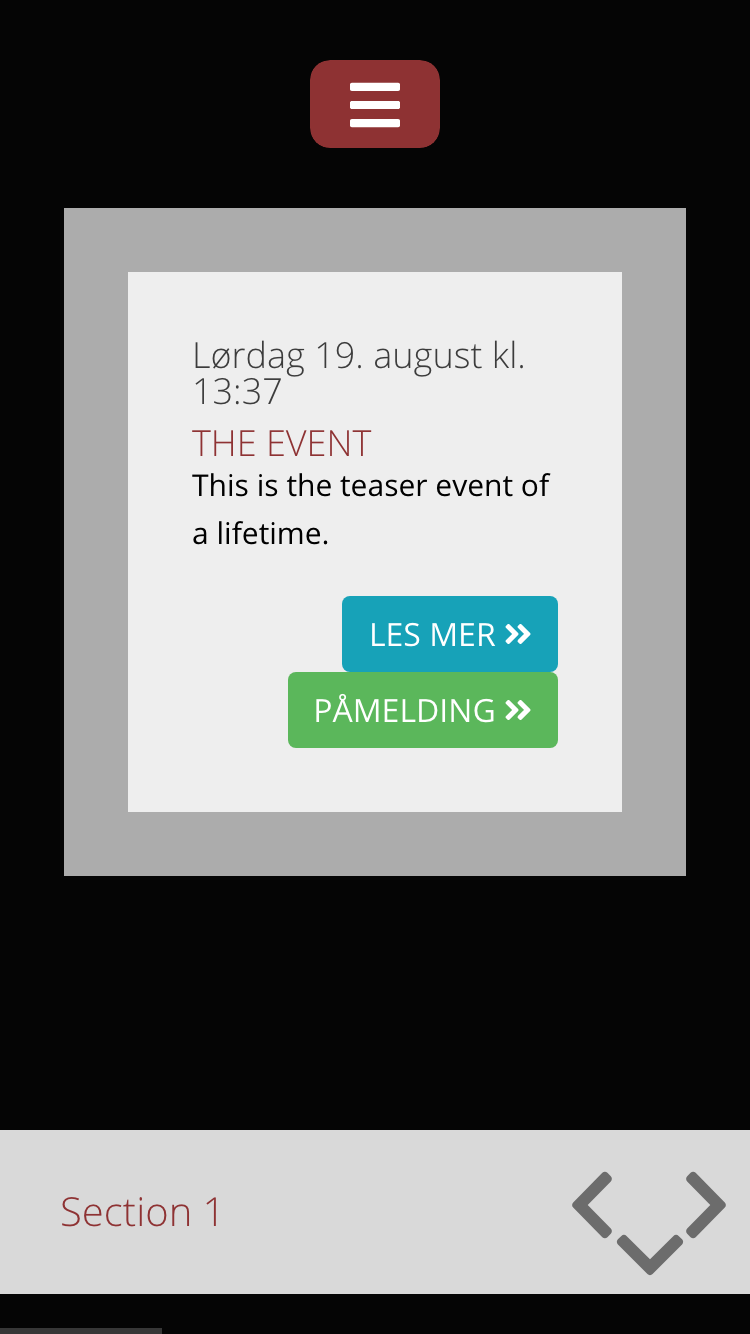 Lørdag 19. august kl.
13:37
THE EVENT
This is the teaser event of
a lifetime.
LES MER
PÅMELDING
Section 1